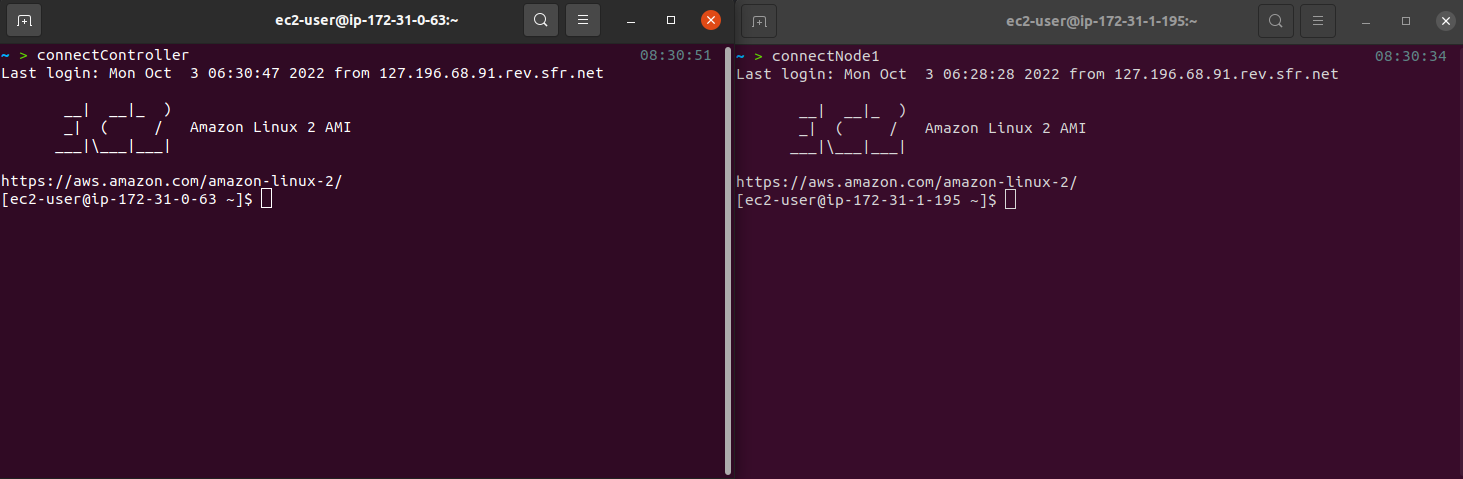 ec2-user@ip-172-31-0-63:~
~ > connectController 08:30:51
Last login: Mon Oct  3 06:30:47 2022 from 127.196.68.91.rev.sfr.net
       __|  __|_  )
       _|  (     /   Amazon Linux 2 AMI
      ___|\___|___|
https://aws.amazon.com/amazon-linux-2/
[ec2-user@ip-172-31-0-63 ~]$
ec2-user@ip-172-31-1-195:~
~ > connectNode1 08:30:34
Last login: Mon Oct  3 06:28:28 2022 from 127.196.68.91.rev.sfr.net
       __|  __|_  )
       _|  (     /   Amazon Linux 2 AMI
      ___|\___|___|
https://aws.amazon.com/amazon-linux-2/
[ec2-user@ip-172-31-1-195 ~]$